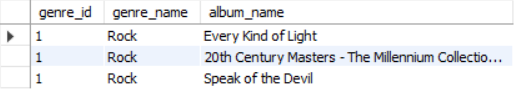 genre_id genre_name album_name
1 Rock Every Kind of Light
1 Rock 20th Century Masters - The Millennium Collectio...
1 Rock Speak of the Devil